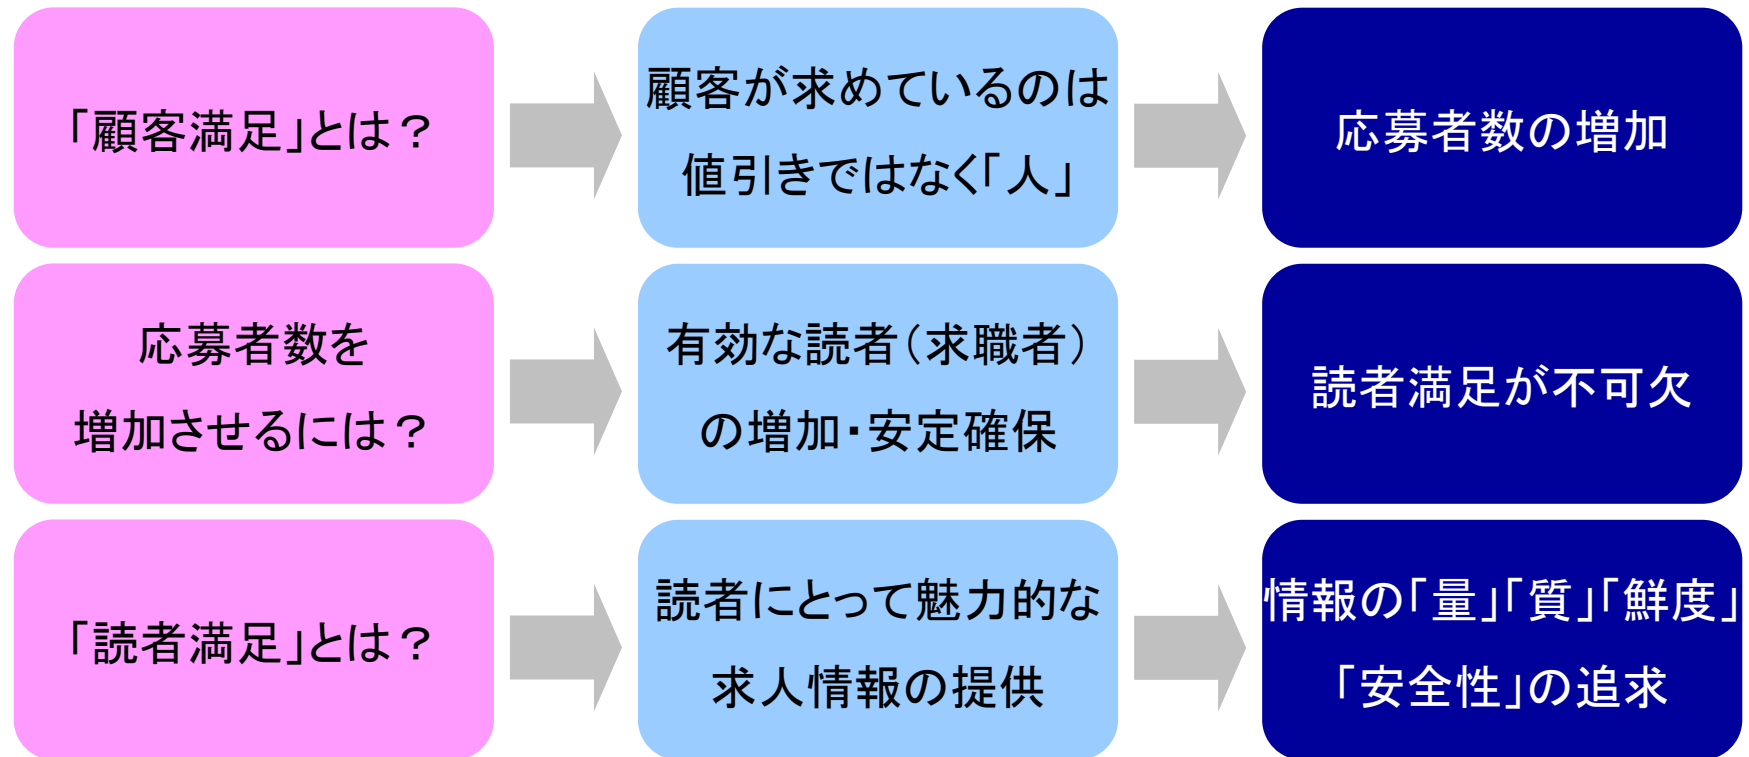 「顧客満足」とは？
顧客が求めているのは
値引きではなく「人」
応募者数の増加
応募者数を
増加させるには？
有効な読者（求職者）
の増加・安定確保
読者満足が不可欠
「読者満足」とは？
読者にとって魅力的な
求人情報の提供
情報の「量」「質」「鮮度」
「安全性」の追求